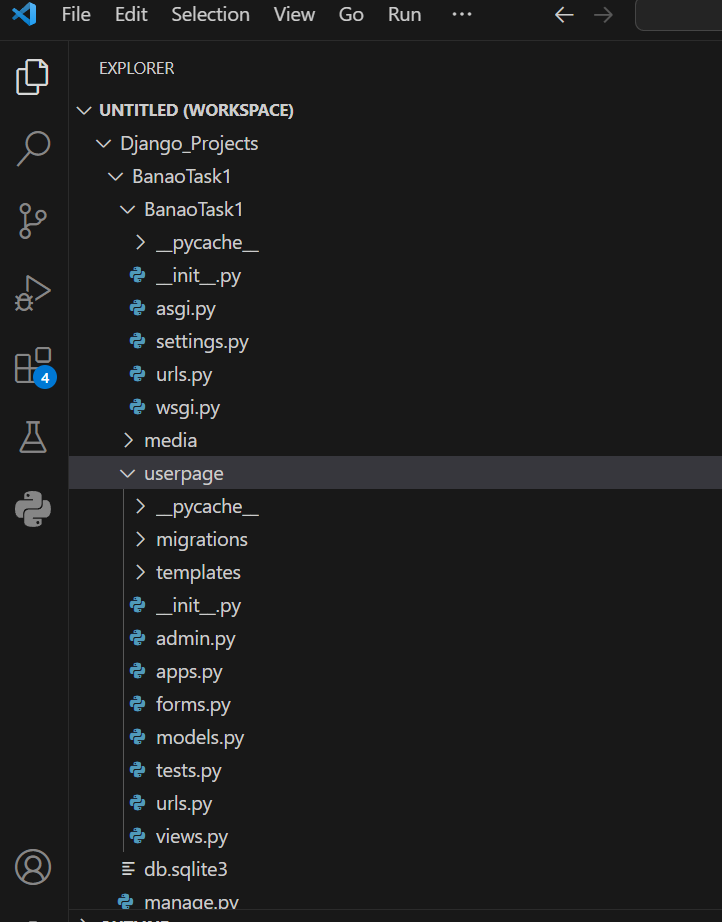 File Edit Selection View Go Run ···
EXPLORER
UNTITLED (WORKSPACE)
Django_Projects
BanaoTask1
BanaoTask1
__pycache__
__init__.py
asgi.py
settings.py
urls.py
4
wsgi.py
media
userpage
__pycache__
migrations
templates
__init__.py
admin.py
apps.py
forms.py
models.py
tests.py
urls.py
views.py
db.sqlite3
manage.py
OUTLINE